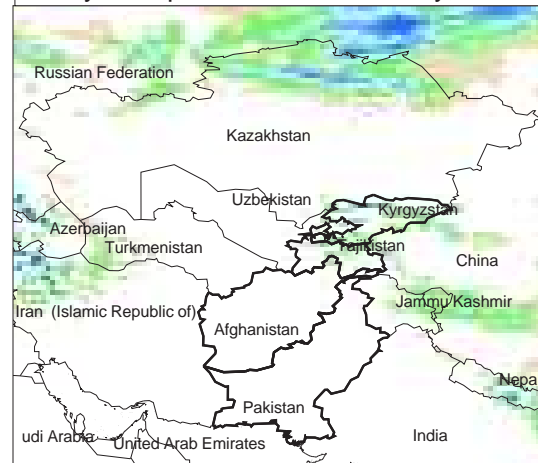 Russian Federation
Kazakhstan
Uzbekistan
Kyrgyzstan
Azerbaijan
Turkmenistan
Tajikistan
China
Iran (Islamic Republic of)
Jammu Kashmir
Afghanistan
Nepa
Pakistan
udi Arabia
United Arab Emirates
India